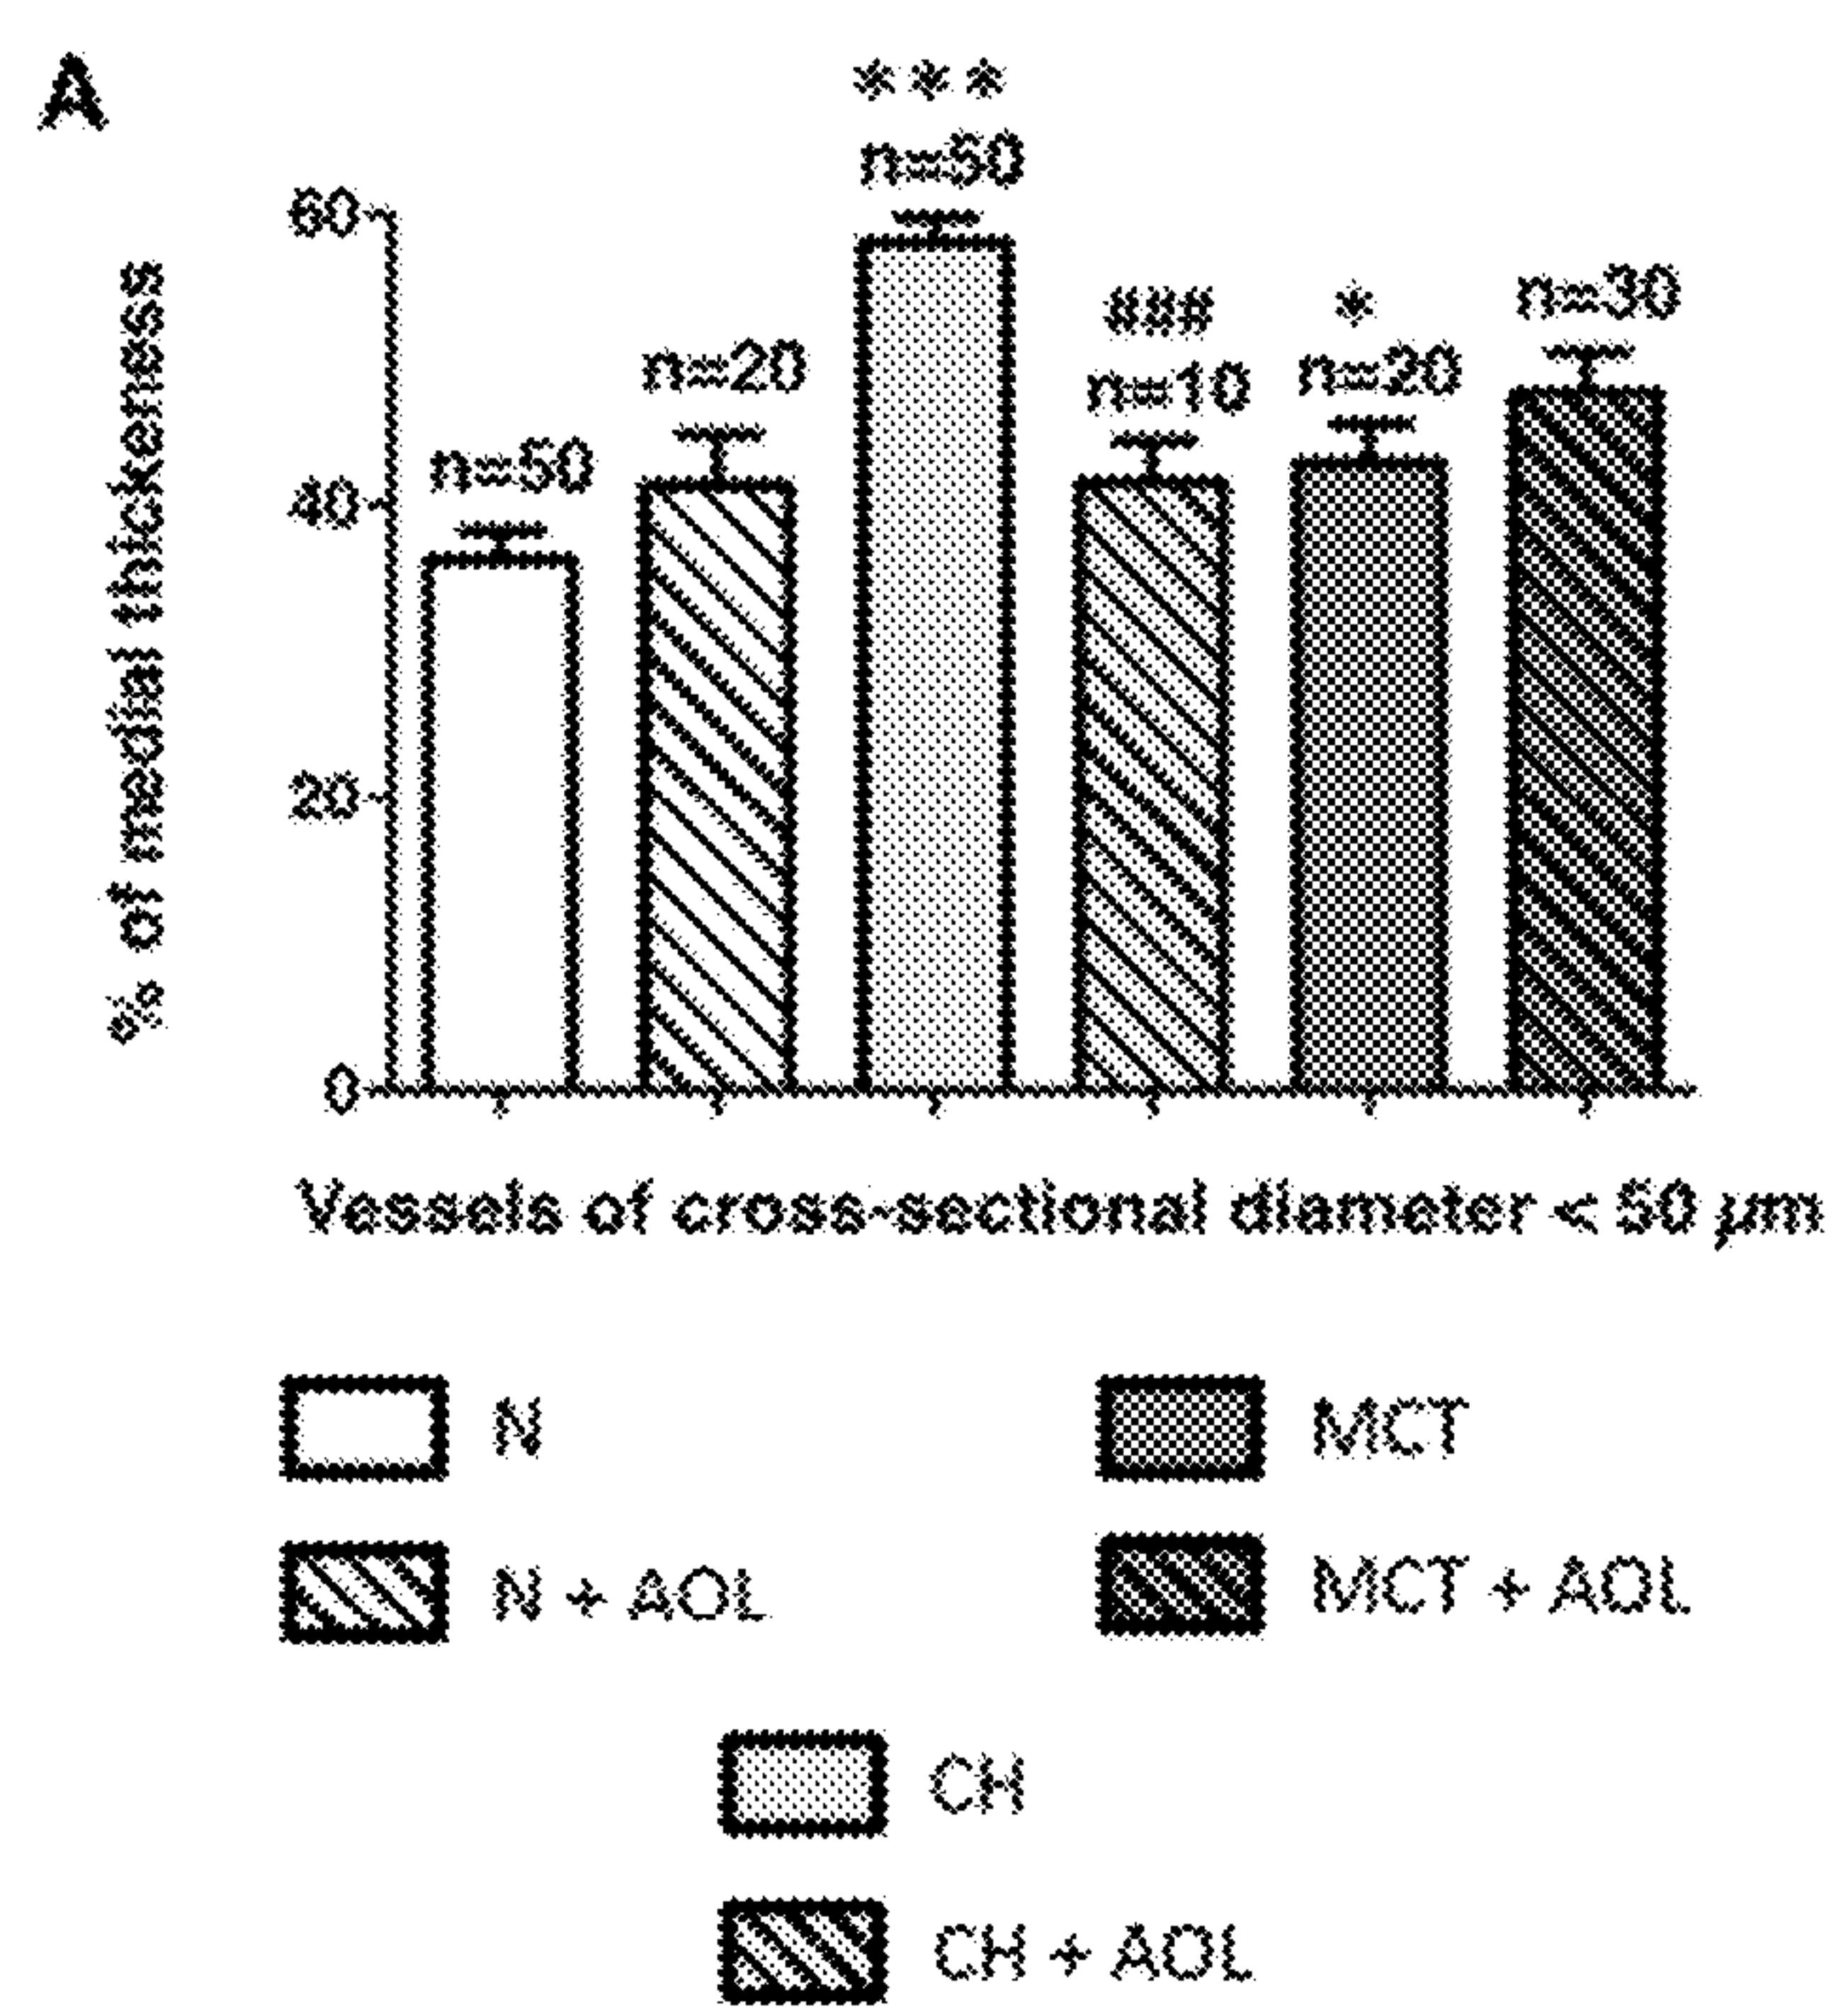 A
***
n=50
60
n=30
### *
n=20 n=10 n=20
n=50
40
20
0
% of medial thickness
Vessels of cross-sectional diameter < 50 µm
N MCT
N + AOL MCT + AOL
CH
CH + AOL